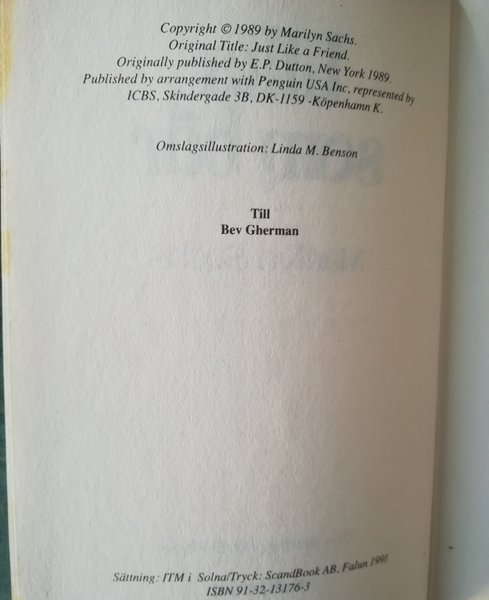 Copyright © 1989 by Marilyn Sachs.
Original Title: Just Like a Friend.
Originally published by E.P. Dutton, New York 1989.
Published by arrangement with Penguin USA Inc, represented by
ICBS, Skindergade 3B, DK-1159 -Köpenhamn K.
Omslagsillustration: Linda M. Benson
Till
Bev Gherman
Sättning: ITM i Solna/Tryck: ScandBook AB, Falun 1991
ISBN 91-32-13176-3